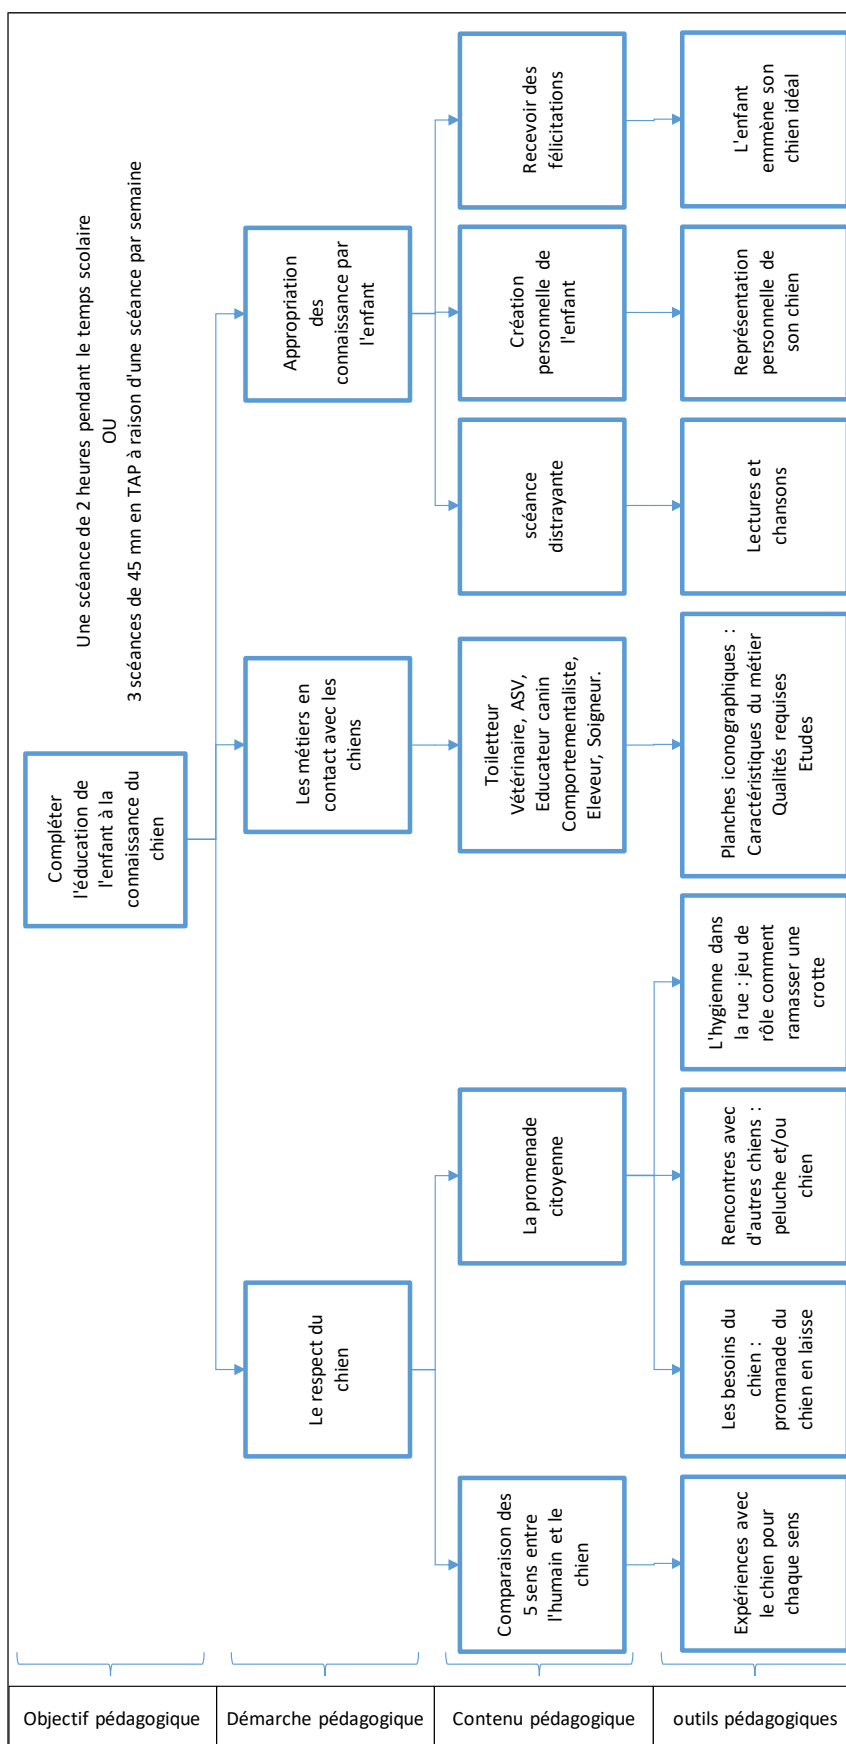 Objectif pédagogique
Compléter
l'éducation de
l'enfant à la
connaissance du
chien
Une scéance de 2 heures pendant le temps scolaire
OU
3 scéances de 45 mn en TAP à raison d'une scéance par semaine
Démarche pédagogique
Le respect du
chien
Les métiers en
contact avec les
chiens
Appropriation
des
connaissance par
l'enfant
Contenu pédagogique
Comparaison des
5 sens entre
l'humain et le
chien
La promenade
citoyenne
Toiletteur
Vétérinaire, ASV,
Educateur canin
Comportementaliste,
Eleveur, Soigneur.
scéance
distrayante
Création
personnelle de
l'enfant
Recevoir des
félicitations
outils pédagogiques
Expériences avec
le chien pour
chaque sens
Les besoins du
chien :
promanade du
chien en laisse
Rencontres avec
d'autres chiens :
peluche et/ou
chien
L'hygienne dans
la rue : jeu de
rôle comment
ramasser une
crotte
Planches iconographiques :
Caractéristiques du métier
Qualités requises
Etudes
Lectures et
chansons
Représentation
personnelle de
son chien
L'enfant
emmène son
chien idéal